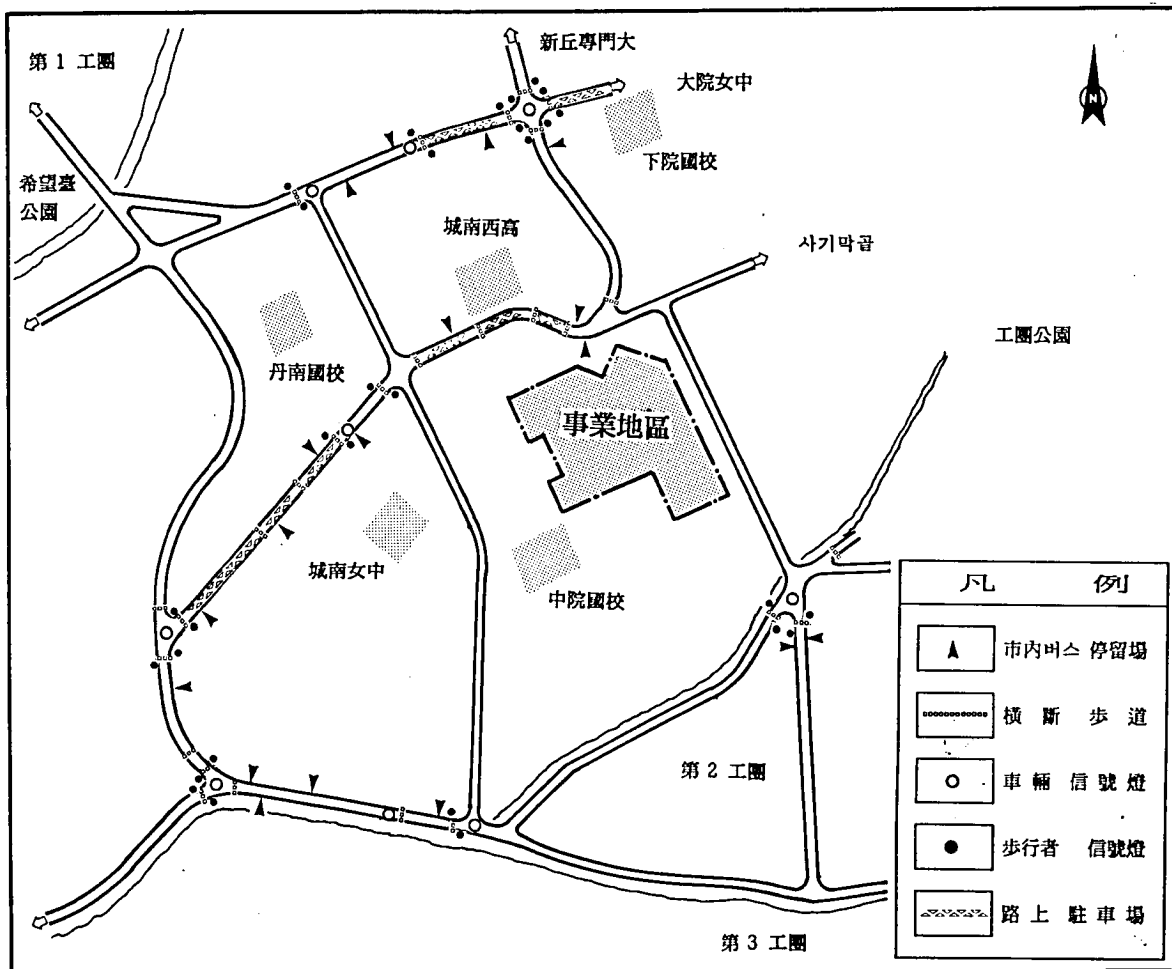 新丘專門大
第 1 工團
大院女中
N
下院國校
希望臺
公園
城南西高
사기막골
工團公園
丹南國校
事業地區
城南女中
中院國校
凡 例
市內버스 停留場
橫 斷 步 道
第 2 工團
車 輛 信 號 燈
步行者 信號燈
路 上 駐 車 場
第 3 工團